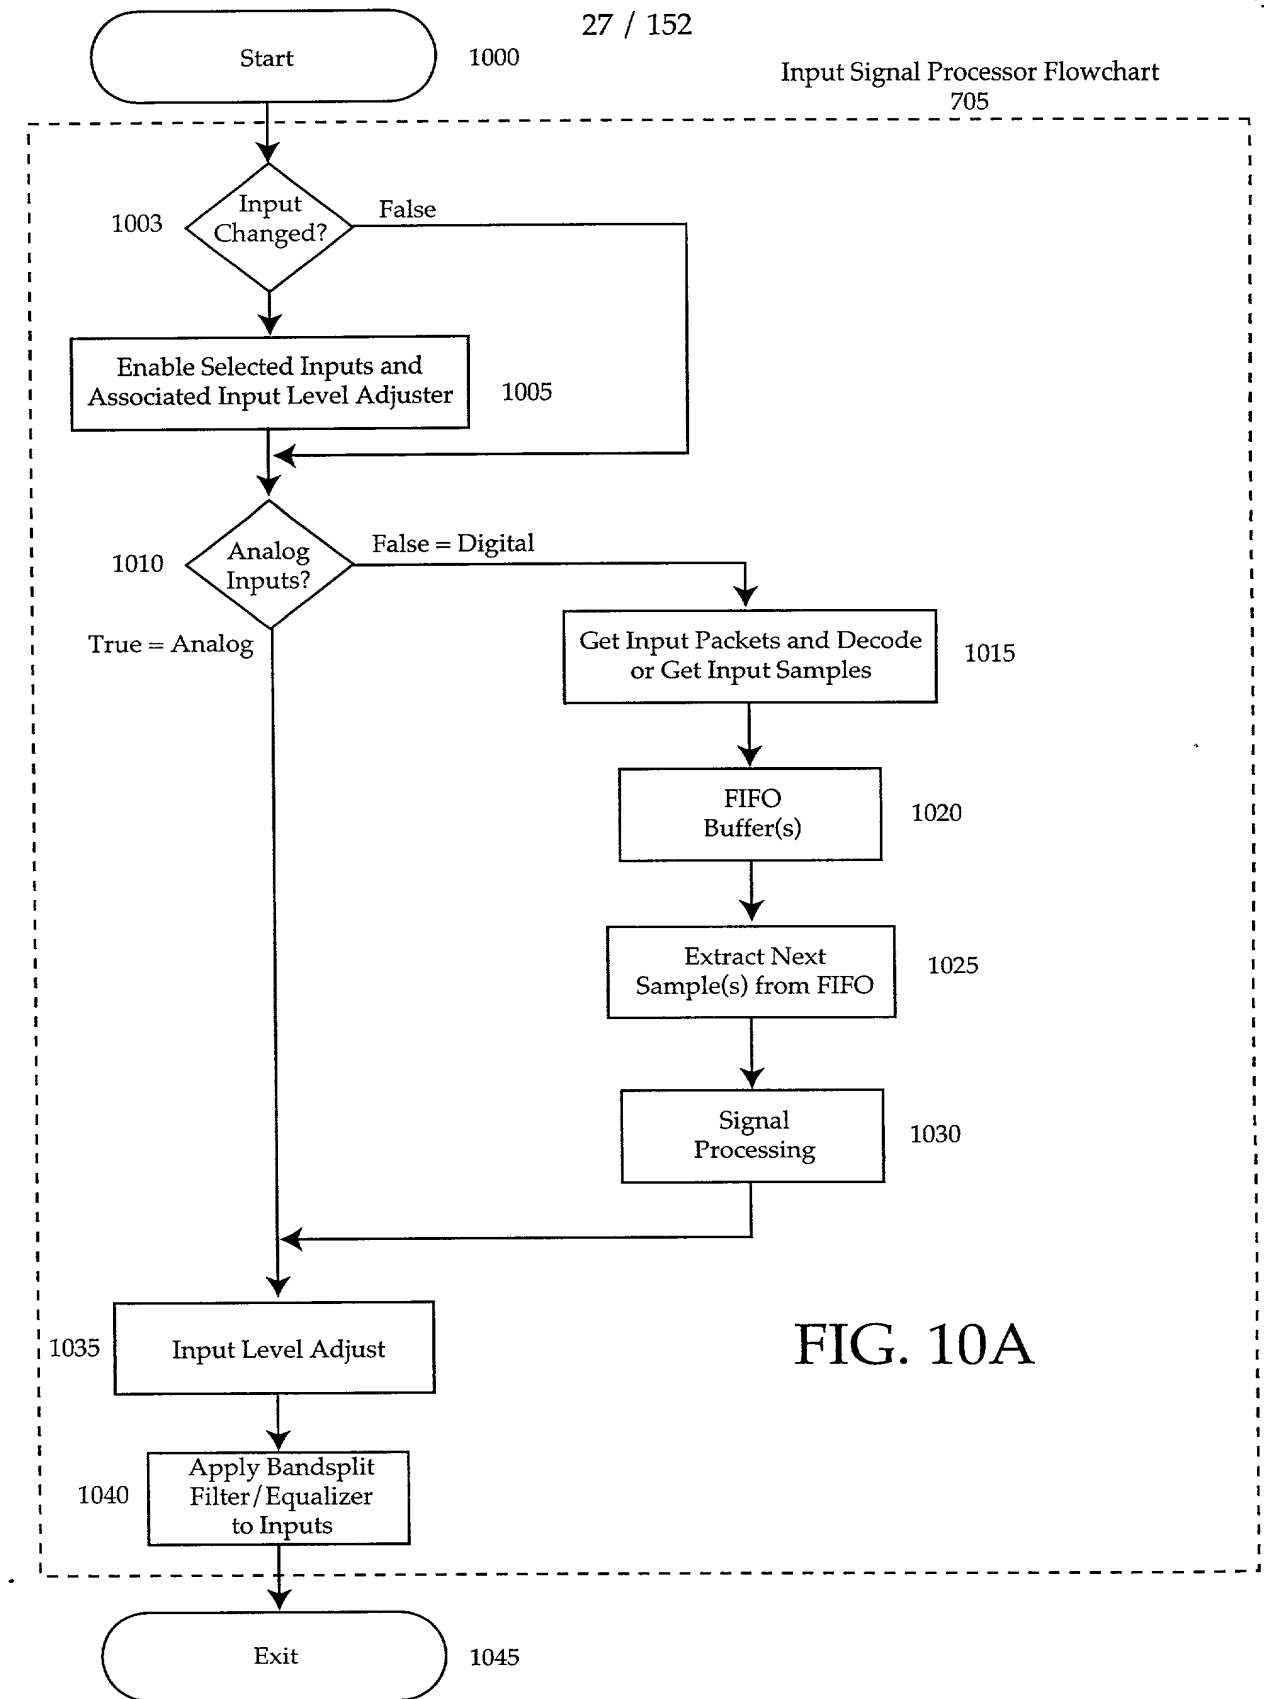 27 / 152
Start
1000
Input Signal Processor Flowchart
705
Input
Changed?
1003
False
Enable Selected Inputs and
Associated Input Level Adjuster
1005
1010
Analog
Inputs?
False = Digital
True = Analog
Get Input Packets and Decode
or Get Input Samples
1015
FIFO
Buffer(s)
1020
Extract Next
Sample(s) from FIFO
1025
Signal
Processing
1030
1035
Input Level Adjust
FIG. 10A
1040
Apply Bandsplit
Filter/Equalizer
to Inputs
Exit
1045